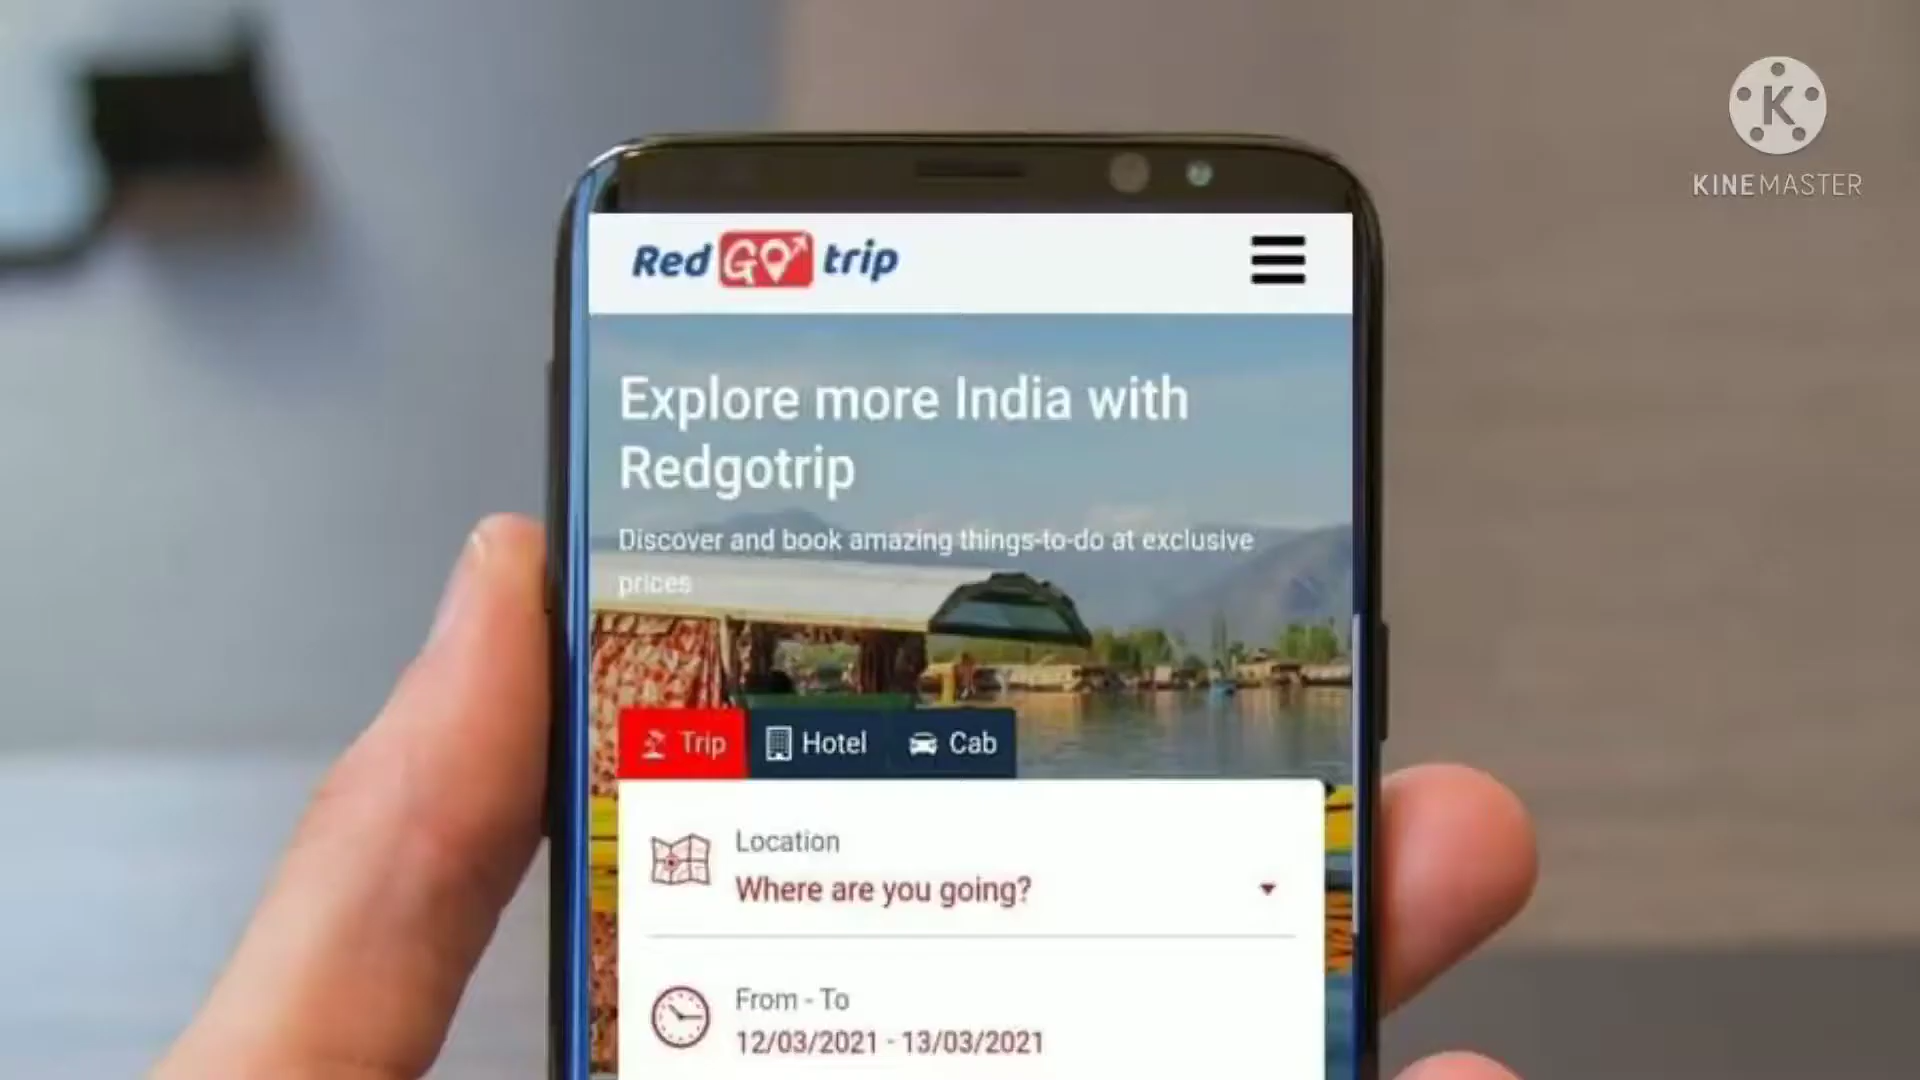 K
KINEMASTER
Red GO trip
Explore more India with
Redgotrip
Discover and book amazing things-to-do at exclusive
prices
Trip
Hotel
Cab
Location
Where are you going?
From - To
12/03/2021 - 13/03/2021